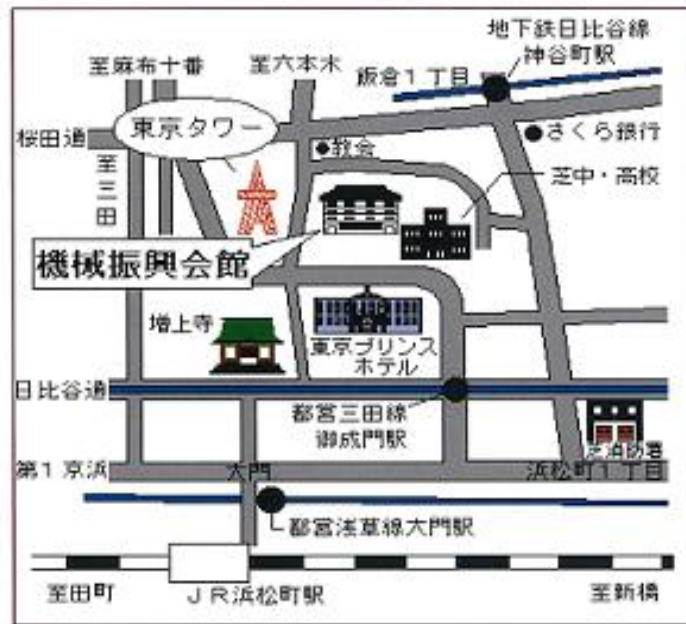 地下鉄日比谷線
神谷町駅
至麻布十番
至六本木
飯倉1丁目
東京タワー
桜田通
教会
さくら銀行
至三田
芝中・高校
機械振興会館
増上寺
東京プリンス
ホテル
日比谷通
都営三田線
御成門駅
芝消防署
第1京浜
大門
浜松町1丁目
都営浅草線大門駅
至田町
JR浜松町駅
至新橋